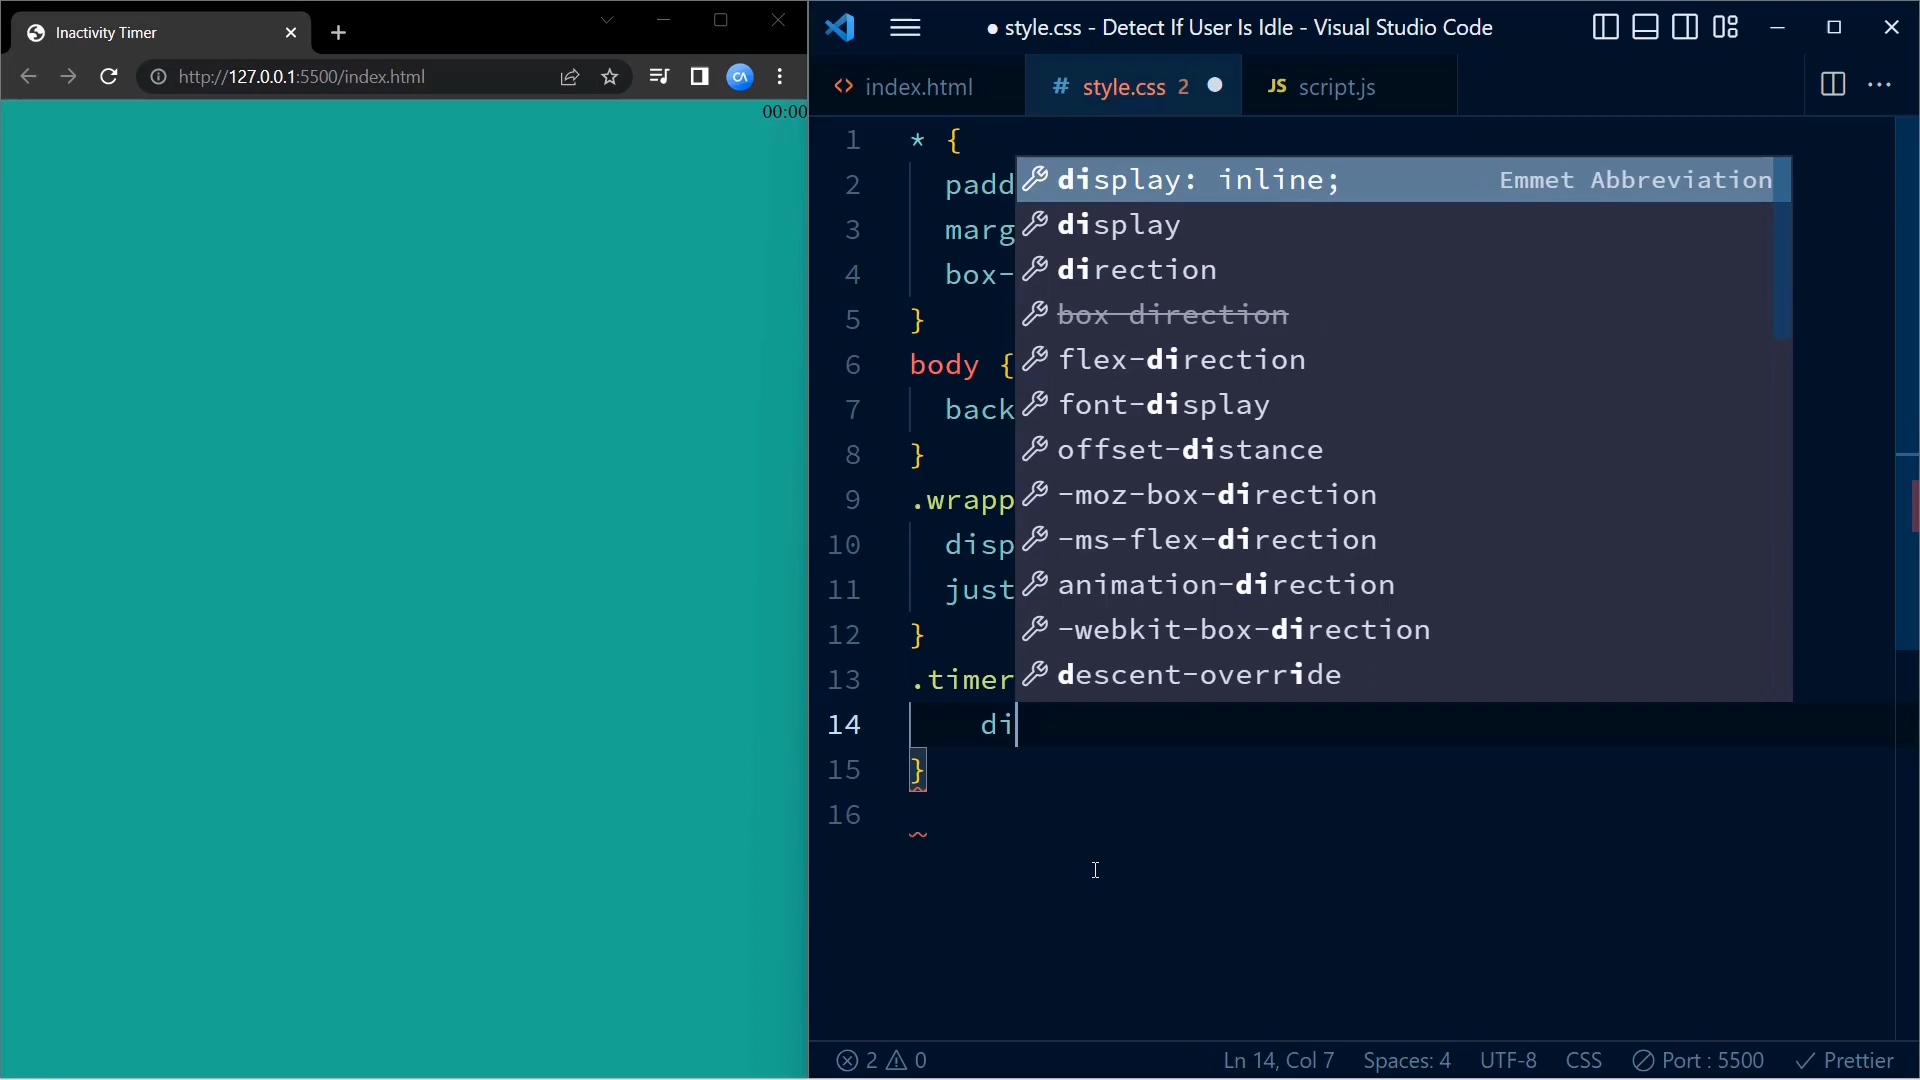 Inactivity Timer
http://127.0.0.1:5500/index.html
CA
00:00
● style.css - Detect If User Is Idle - Visual Studio Code
<> index.html
# style.css 2 ●
JS script.js
1 * {
2 padd
3 marg
4 box-
5 }
6 body {
7 back
8 }
9 .wrapp
10 disp
11 just
12 }
13 .timer
14 di
15 }
16
display: inline; Emmet Abbreviation
display
direction
box-direction
flex-direction
font-display
offset-distance
-moz-box-direction
-ms-flex-direction
animation-direction
-webkit-box-direction
descent-override
2 0
Ln 14, Col 7
Spaces: 4
UTF-8
CSS
Port : 5500
Prettier